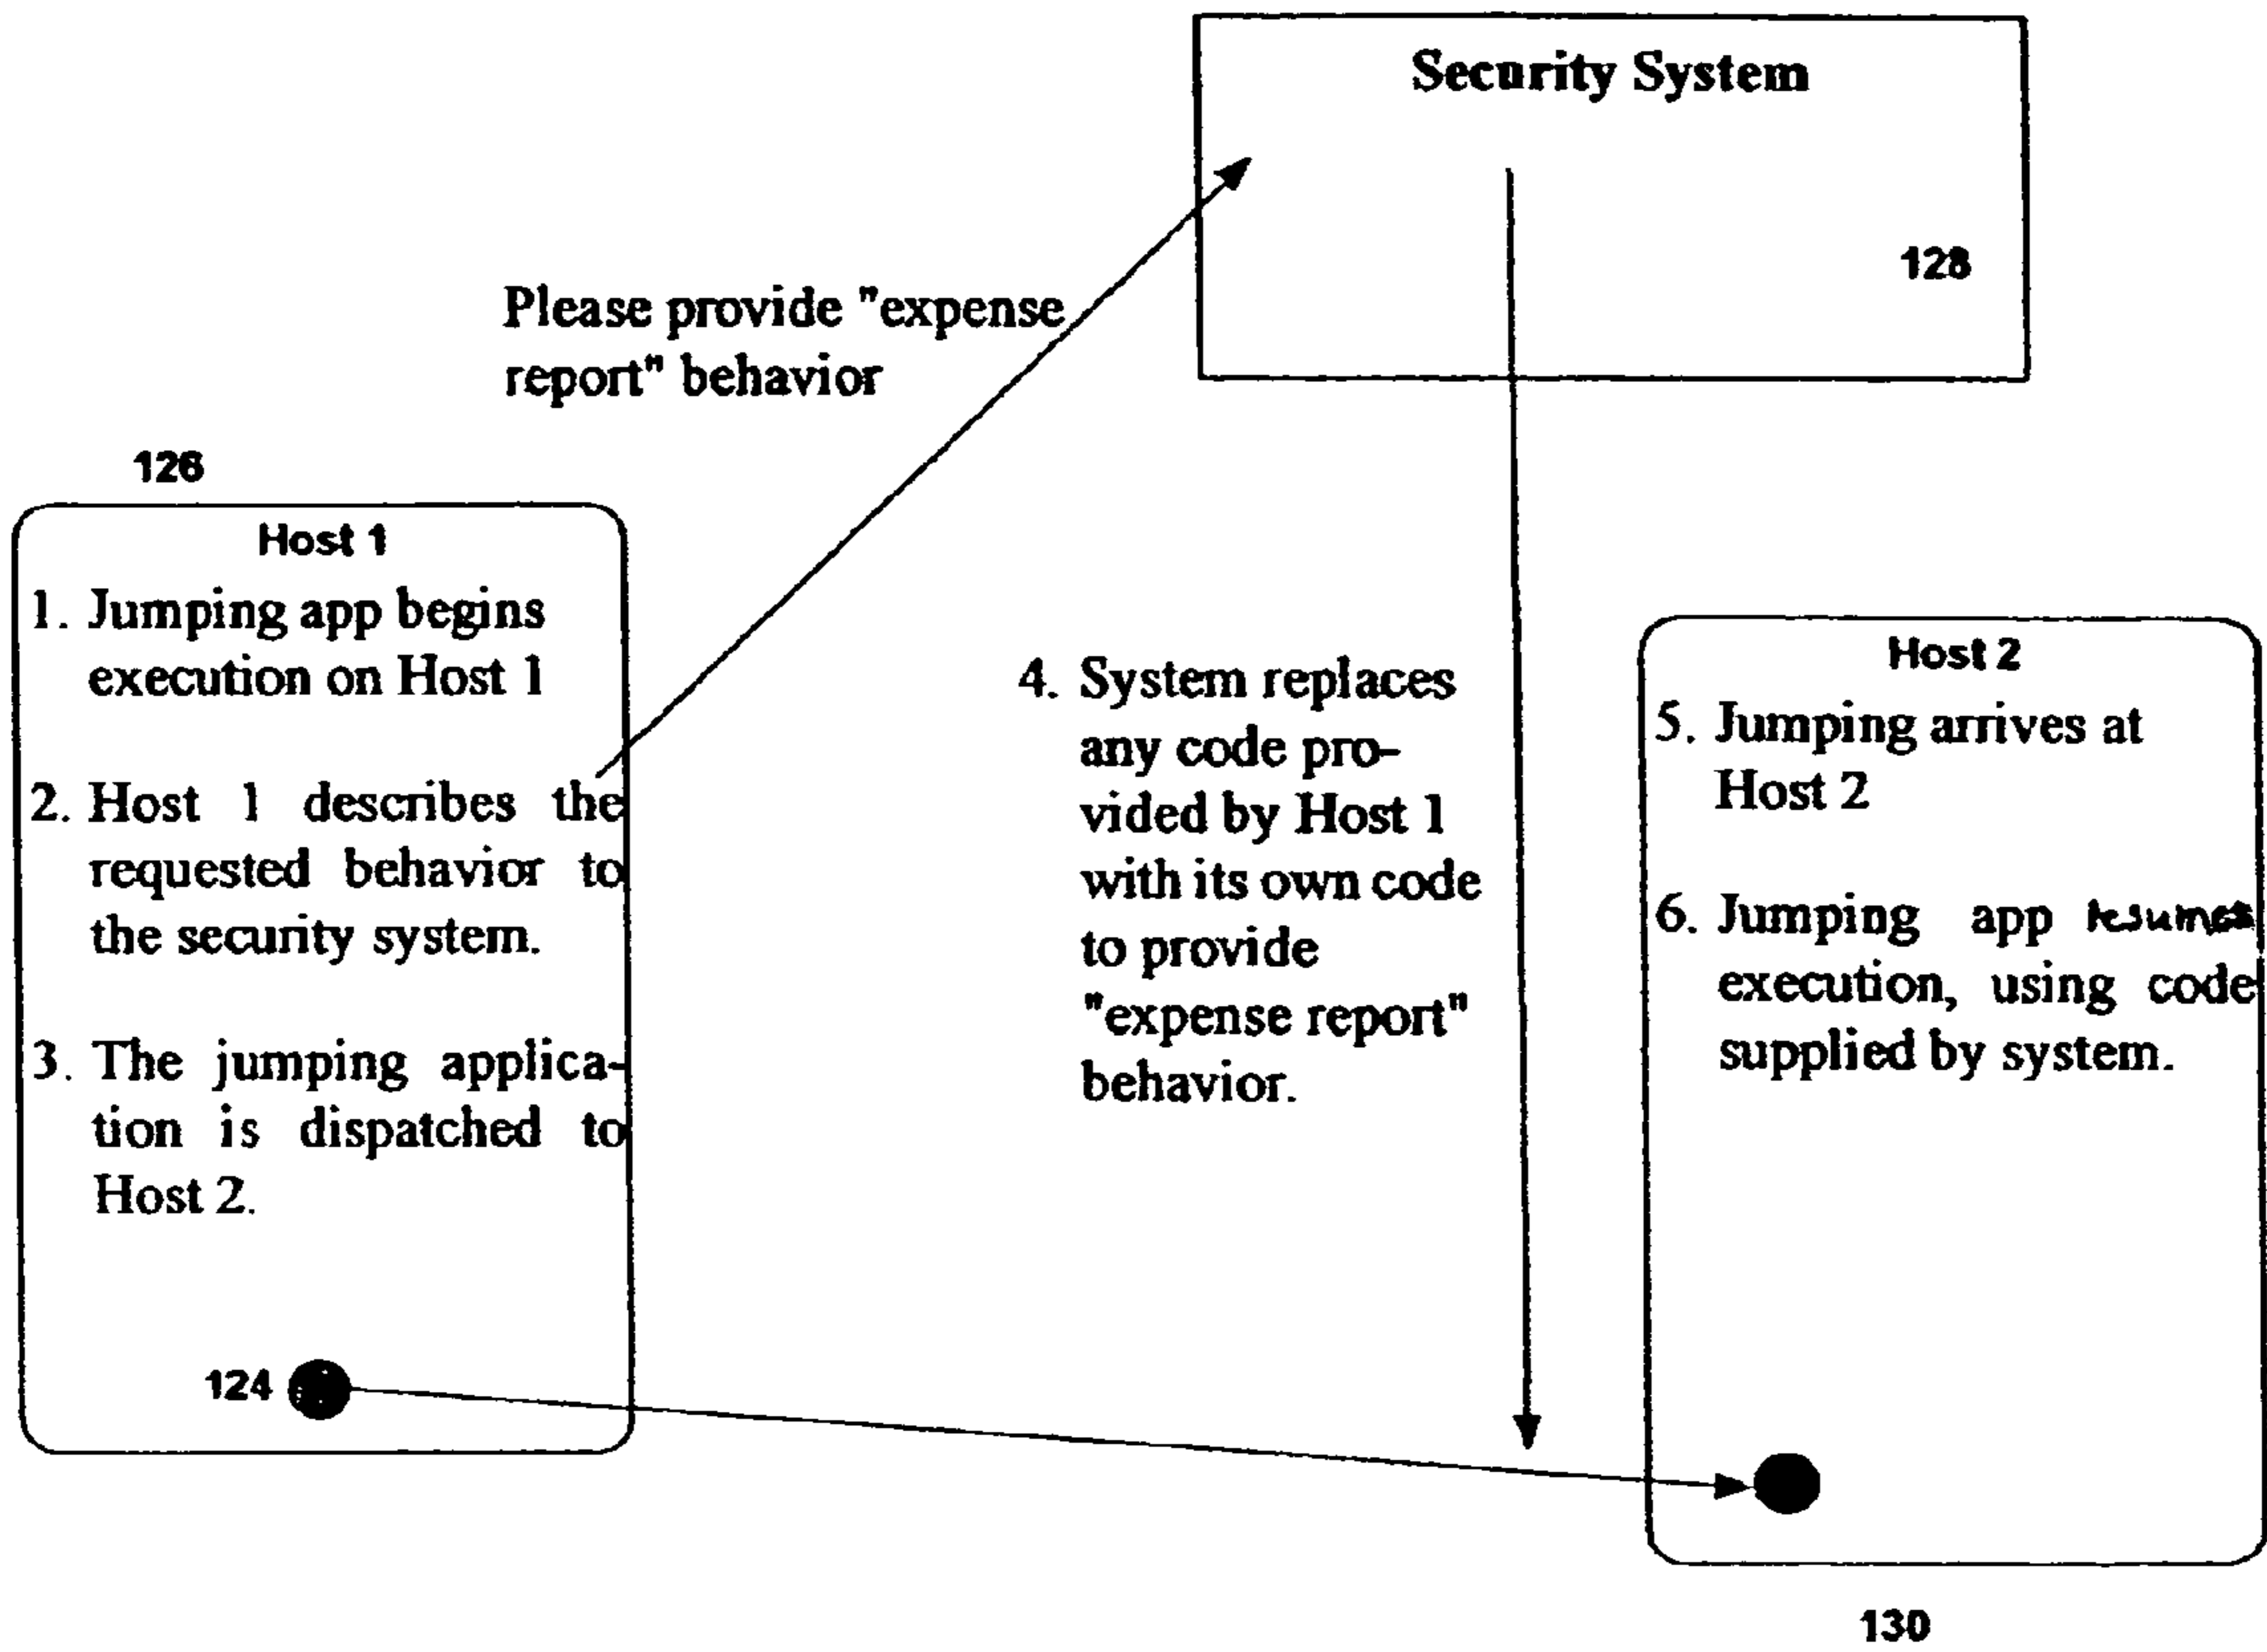 Security System
128
Please provide "expense
report" behavior
126
Host 1
1. Jumping app begins
execution on Host 1
2. Host 1 describes the
requested behavior to
the security system.
3. The jumping applica-
tion is dispatched to
Host 2.
124
4. System replaces
any code pro-
vided by Host 1
with its own code
to provide
"expense report"
behavior.
Host 2
5. Jumping arrives at
Host 2
6. Jumping app resumes
execution, using code
supplied by system.
130